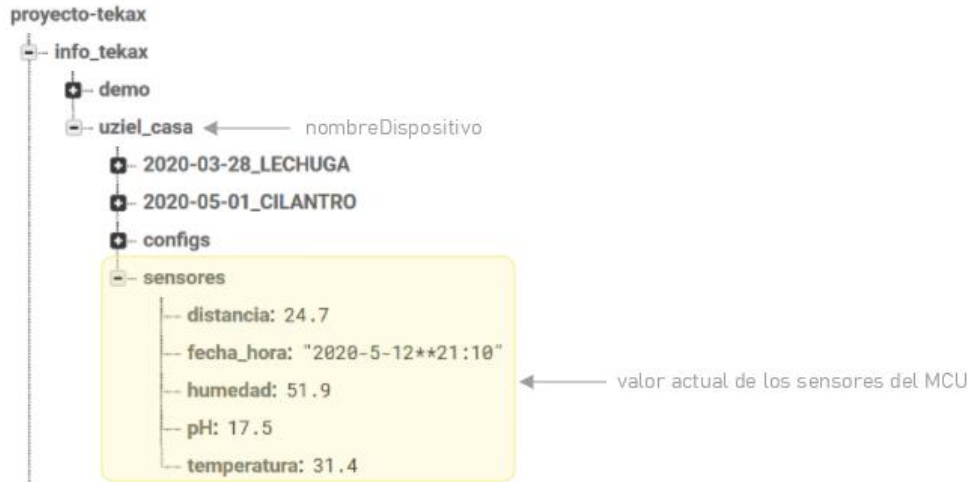 proyecto-tekax
info_tekax
demo
uziel_casa nombreDispositivo
2020-03-28_LECHUGA
2020-05-01_CILANTRO
configs
sensores
distancia: 24.7
fecha_hora: "2020-5-12**21:10"
humedad: 51.9 valor actual de los sensores del MCU
pH: 17.5
temperatura: 31.4